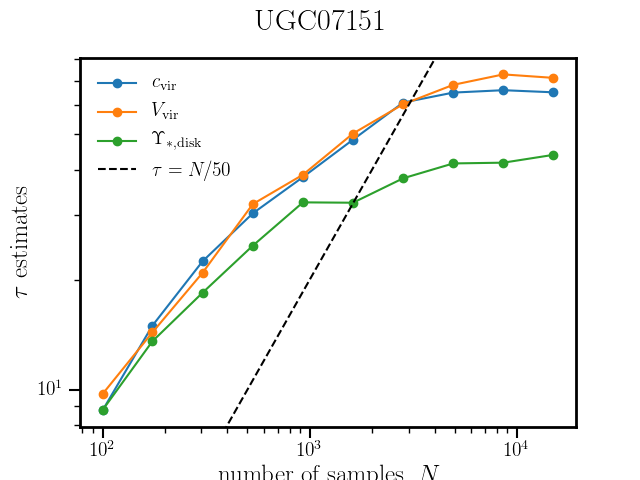 UGC07151
c_vir
V_vir
Υ_*,disk
τ = N/50
τ estimates
10^1
10^2
10^3
10^4
number of samples, N